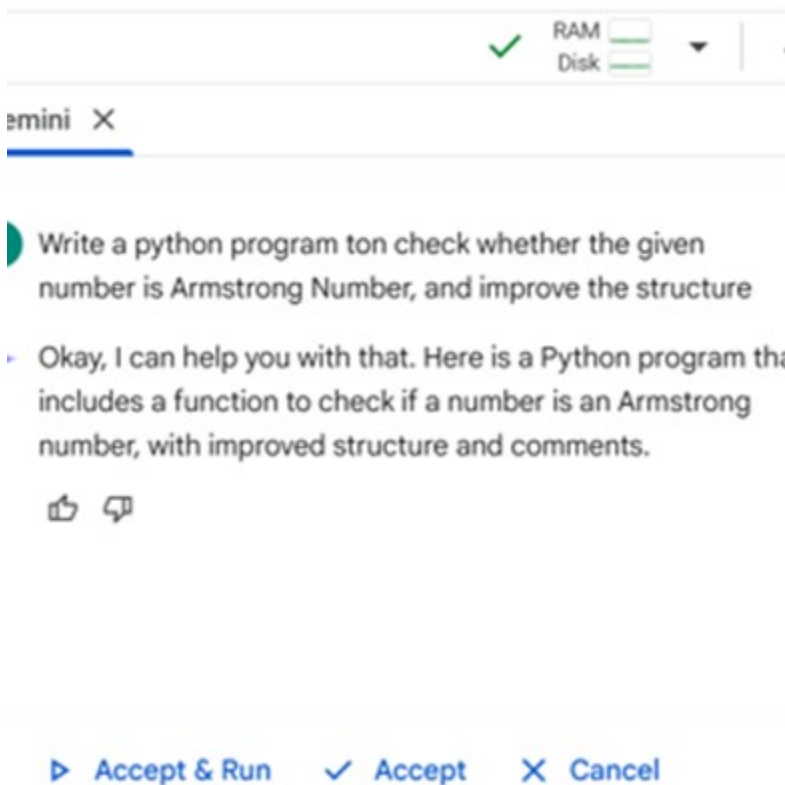 RAM
Disk
emini
Write a python program ton check whether the given
number is Armstrong Number, and improve the structure
Okay, I can help you with that. Here is a Python program tha
includes a function to check if a number is an Armstrong
number, with improved structure and comments.
Accept & Run Accept Cancel